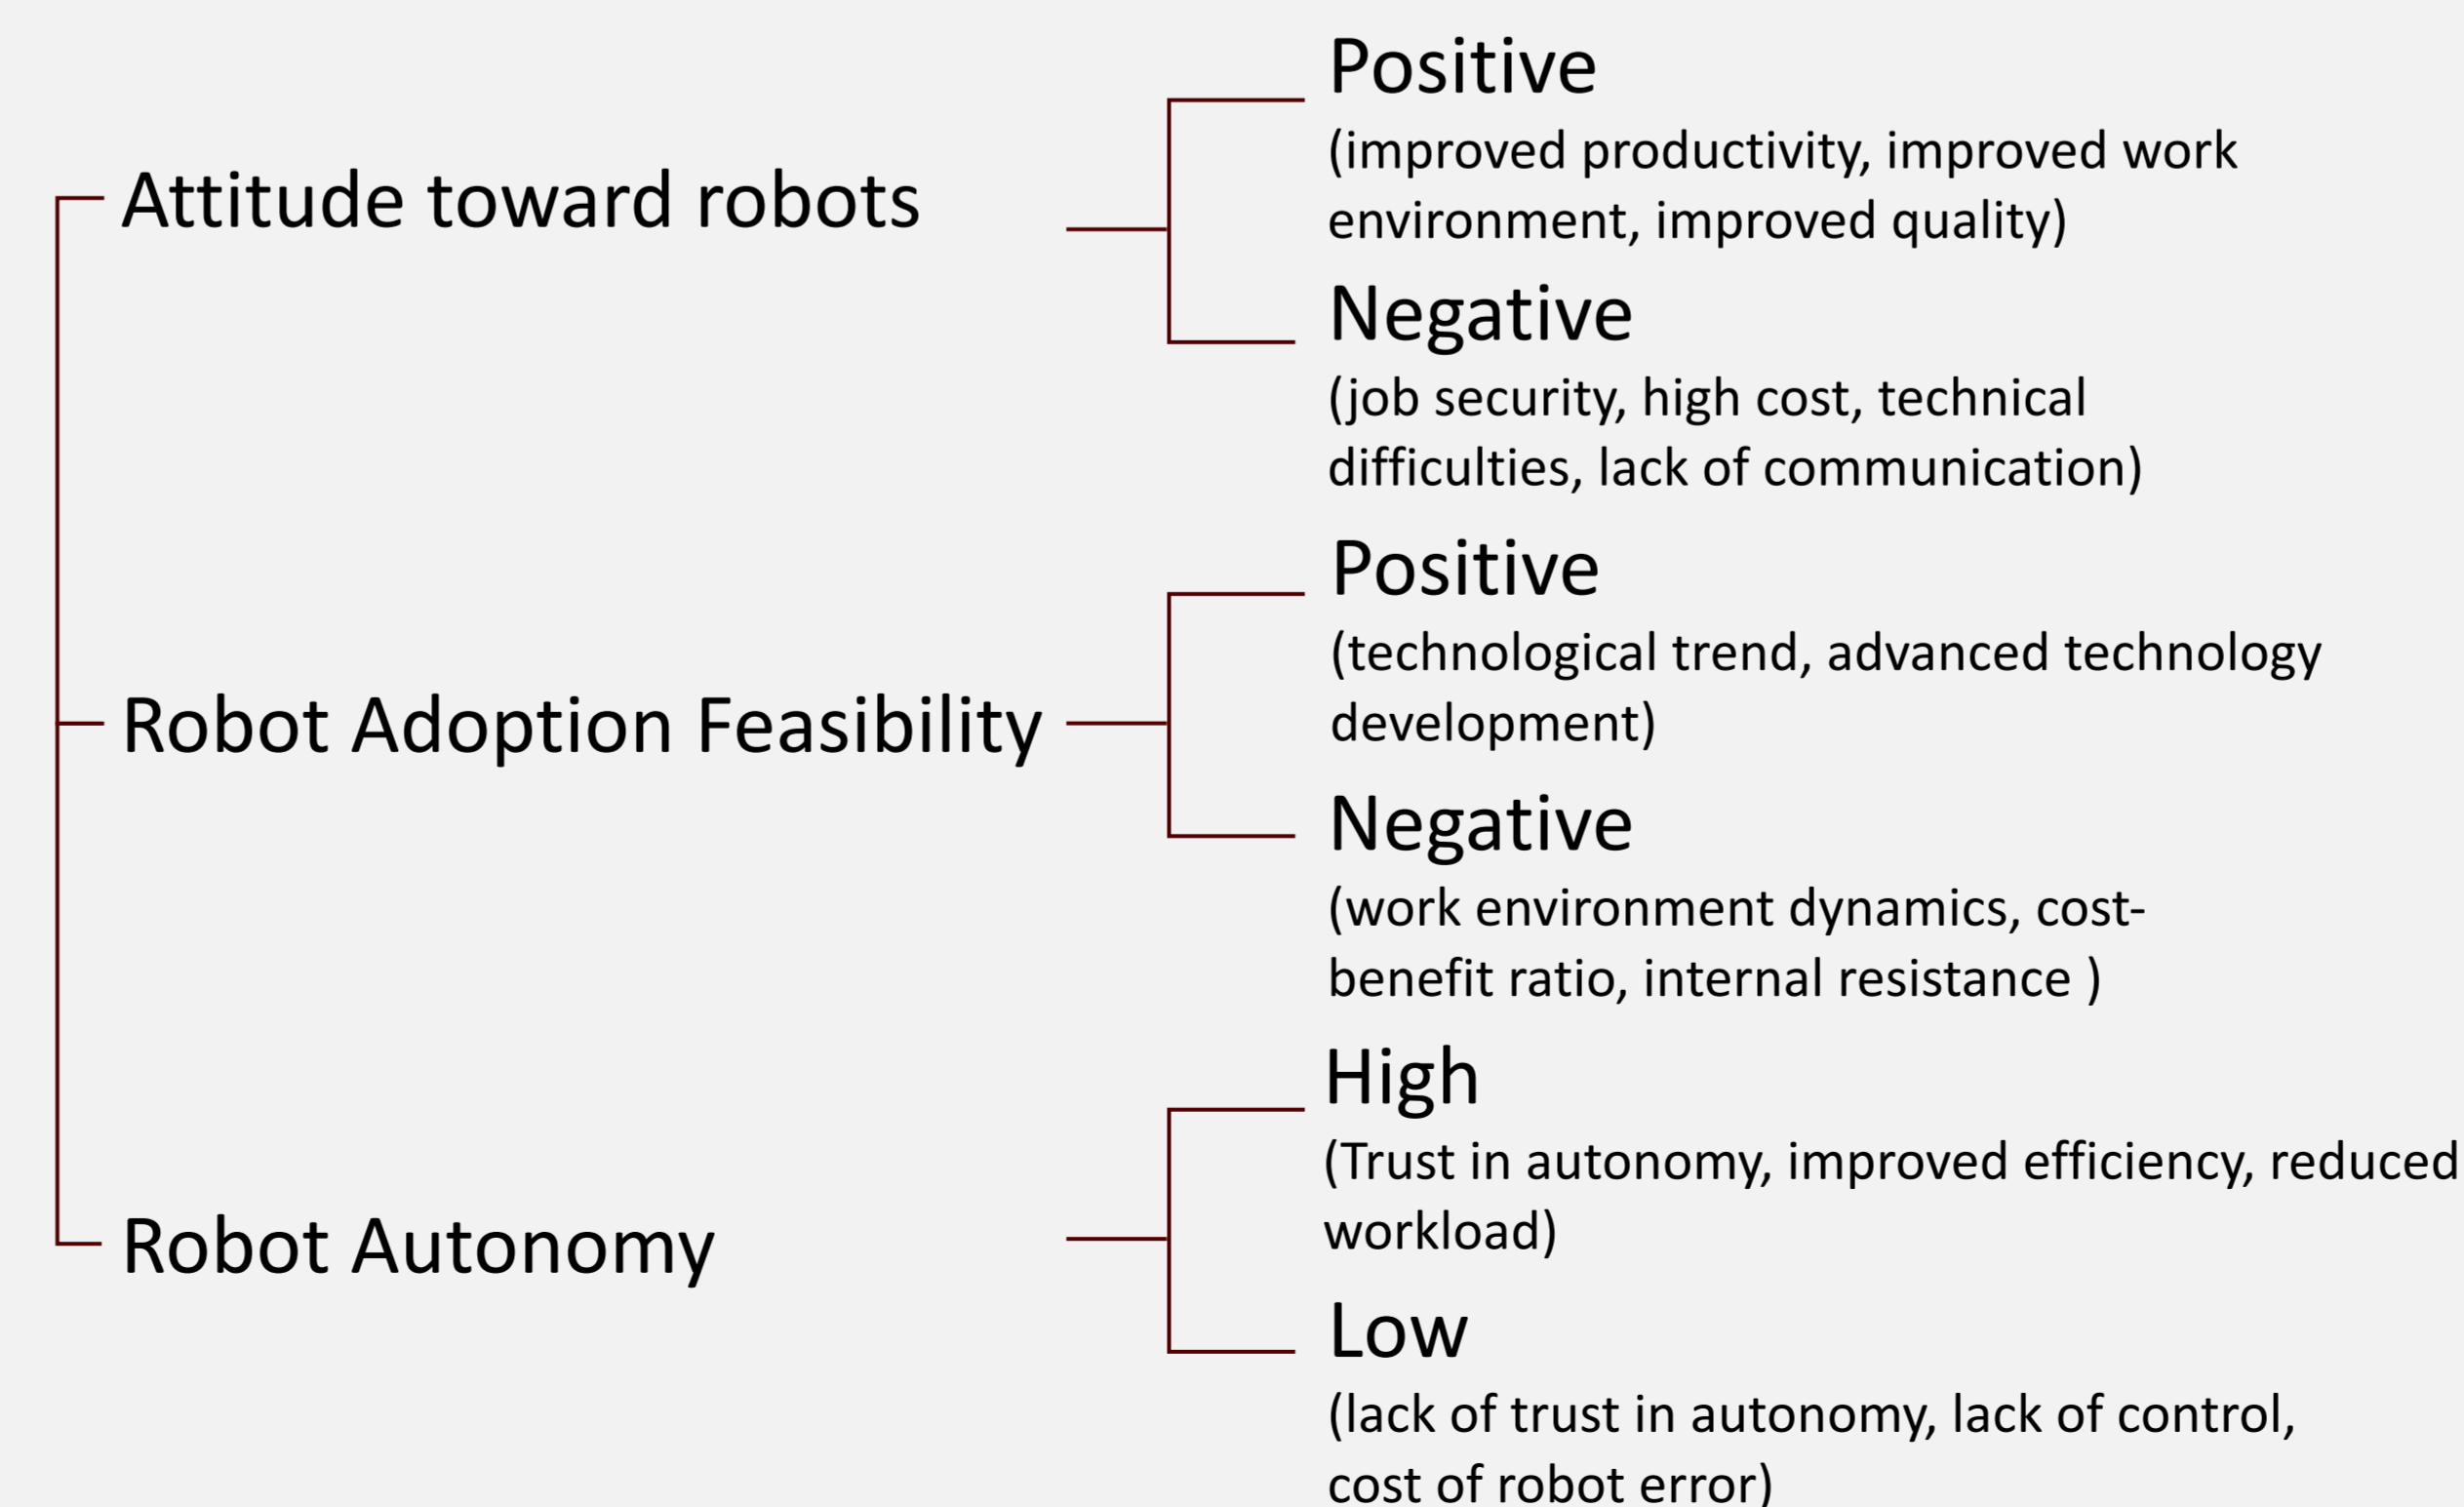 Attitude toward robots
Positive
(improved productivity, improved work
environment, improved quality)
Negative
(job security, high cost, technical
difficulties, lack of communication)
Robot Adoption Feasibility
Positive
(technological trend, advanced technology
development)
Negative
(work environment dynamics, cost-
benefit ratio, internal resistance )
Robot Autonomy
High
(Trust in autonomy, improved efficiency, reduced
workload)
Low
(lack of trust in autonomy, lack of control,
cost of robot error)